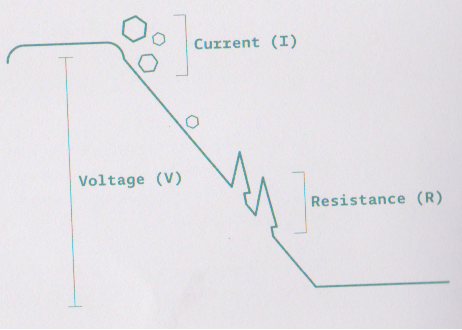 Current (I)
Voltage (V)
Resistance (R)